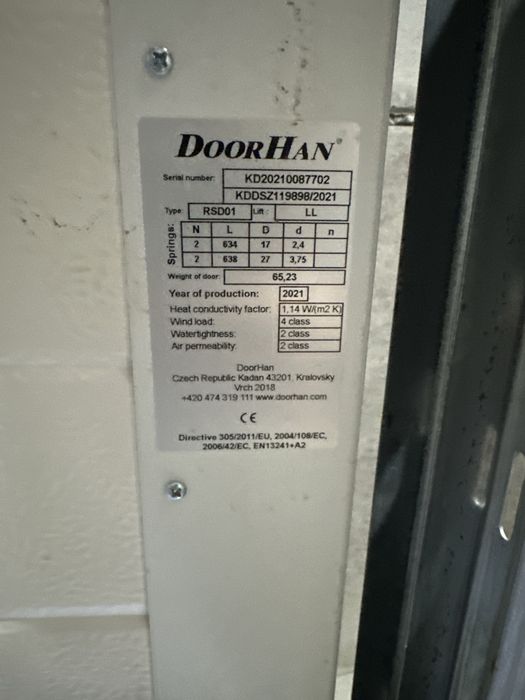 DOORHAN®
Serial number: KD20210087702
KDDSZ119898/2021
Type: RSD01 Lift: LL
Springs: N L D d n
2 634 17 2,4
2 638 27 3,75
Weight of door: 65,23
Year of production: 2021
Heat conductivity factor: 1,14 W/(m2 K)
Wind load: 4 class
Watertightness: 2 class
Air permeability: 2 class
DoorHan
Czech Republic Kadan 43201, Kralovsky
Vrch 2018
+420 474 319 111 www.doorhan.com
CE
Directive 305/2011/EU, 2004/108/EC,
2006/42/EC, EN13241+A2